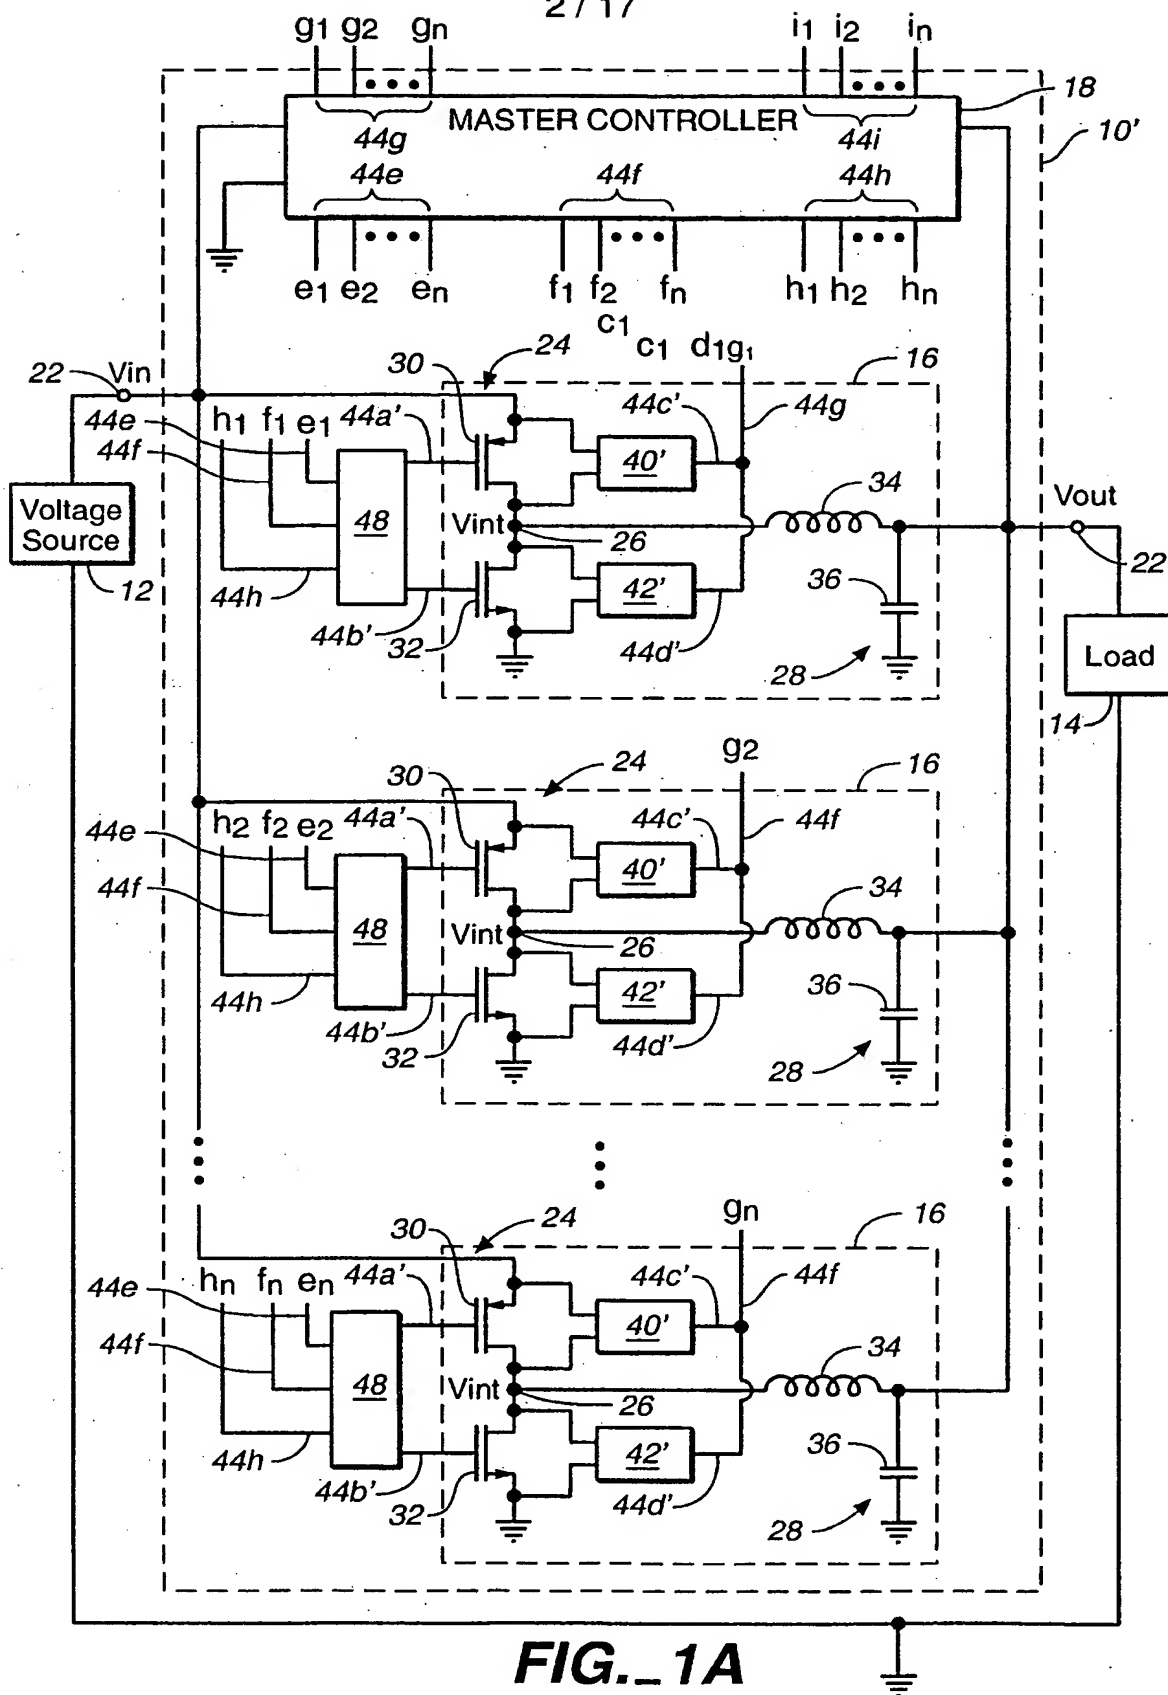 2 / 17
g1 g2 gn i1 i2 in
MASTER CONTROLLER
18
10'
44g 44i
44e 44f 44h
e1 e2 en f1 f2 fn h1 h2 hn
c1
c1 d1g1
30 24 16
22 Vin
44e h1 f1 e1 44a' 44c' 44g
44f
40'
34
Vout
Voltage
Source
48
Vint 26
22
12
42'
36
44h 44b' 32 44d' 28
Load
14
g2
30 24 16
44e h2 f2 e2 44a' 44c' 44f
44f
40'
34
48
Vint 26
42'
36
44h 44b' 32 44d' 28
gn
30 24 16
44e hn fn en 44a' 44c' 44f
44f
40'
34
48
Vint 26
42'
36
44h 44b' 32 44d' 28
FIG._1A